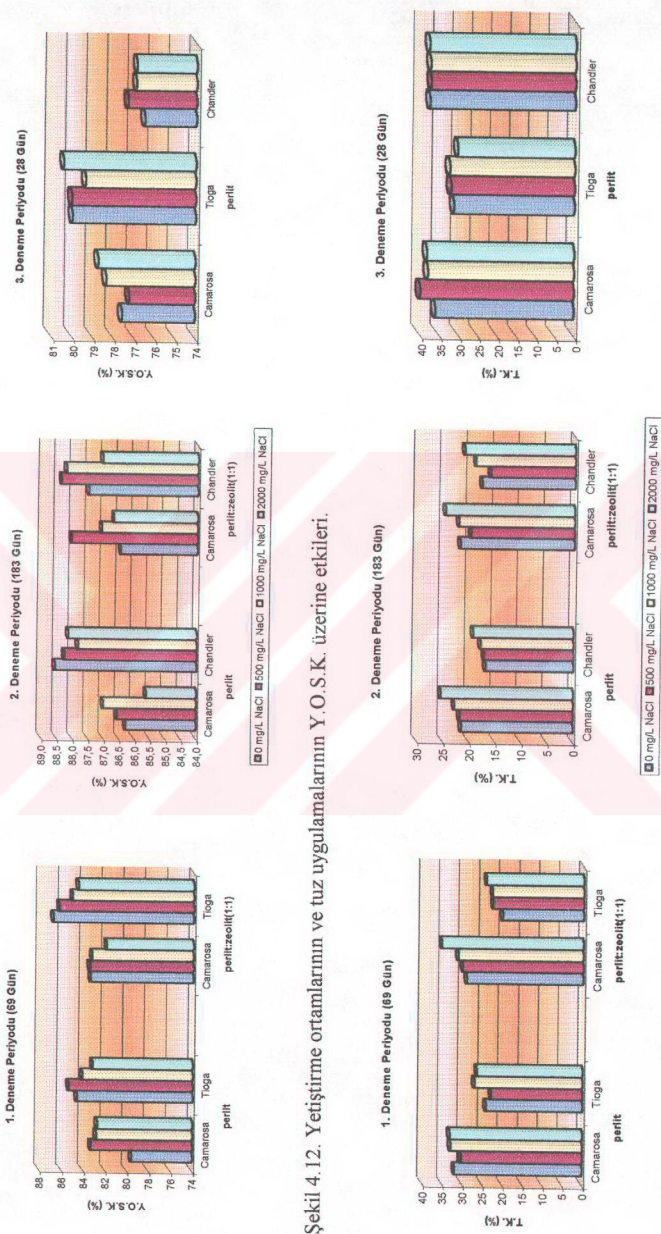 1. Deneme Periyodu (69 Gün)
Y.O.S.K. (%)
88
86
84
82
80
78
76
74
Camarosa
Tioga
Camarosa
Tioga
perlit
perlit:zeolit(1:1)
2. Deneme Periyodu (183 Gün)
Y.O.S.K. (%)
89,0
88,5
88,0
87,5
87,0
86,5
86,0
85,5
85,0
84,5
84,0
Camarosa
Chandler
Camarosa
Chandler
perlit
perlit:zeolit(1:1)
0 mg/L NaCl 500 mg/L NaCl 1000 mg/L NaCl 2000 mg/L NaCl
3. Deneme Periyodu (28 Gün)
Y.O.S.K. (%)
81
80
79
78
77
76
75
74
Camarosa
Tioga
Chandler
perlit
Şekil 4.12. Yetiştirme ortamlarının ve tuz uygulamalarının Y.O.S.K. üzerine etkileri.
1. Deneme Periyodu (69 Gün)
T.K. (%)
40
35
30
25
20
15
10
5
0
Camarosa
Tioga
Camarosa
Tioga
perlit
perlit:zeolit(1:1)
2. Deneme Periyodu (183 Gün)
T.K. (%)
30
25
20
15
10
5
0
Camarosa
Chandler
Camarosa
Chandler
perlit
perlit:zeolit(1:1)
0 mg/L NaCl 500 mg/L NaCl 1000 mg/L NaCl 2000 mg/L NaCl
3. Deneme Periyodu (28 Gün)
T.K. (%)
40
35
30
25
20
15
10
5
0
Camarosa
Tioga
Chandler
perlit